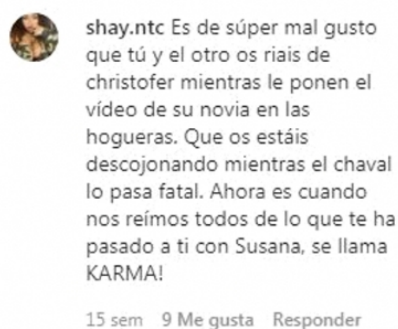 shay.ntc Es de súper mal gusto
que tú y el otro os riais de
christofer mientras le ponen el
vídeo de su novia en las
hogueras. Que os estáis
descojonando mientras el chaval
lo pasa fatal. Ahora es cuando
nos reímos todos de lo que te ha
pasado a ti con Susana, se llama
KARMA!
15 sem 9 Me gusta Responder